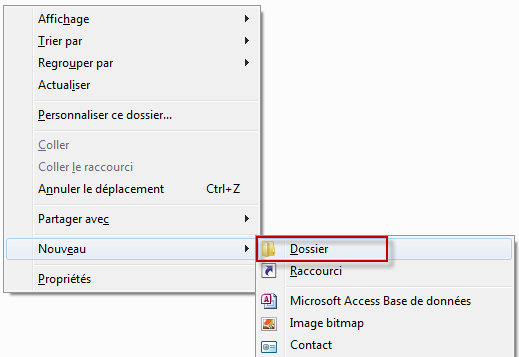 Affichage
Trier par
Regrouper par
Actualiser
Personnaliser ce dossier...
Coller
Coller le raccourci
Annuler le déplacement Ctrl+Z
Partager avec
Nouveau
Propriétés
Dossier
Raccourci
Microsoft Access Base de données
Image bitmap
Contact